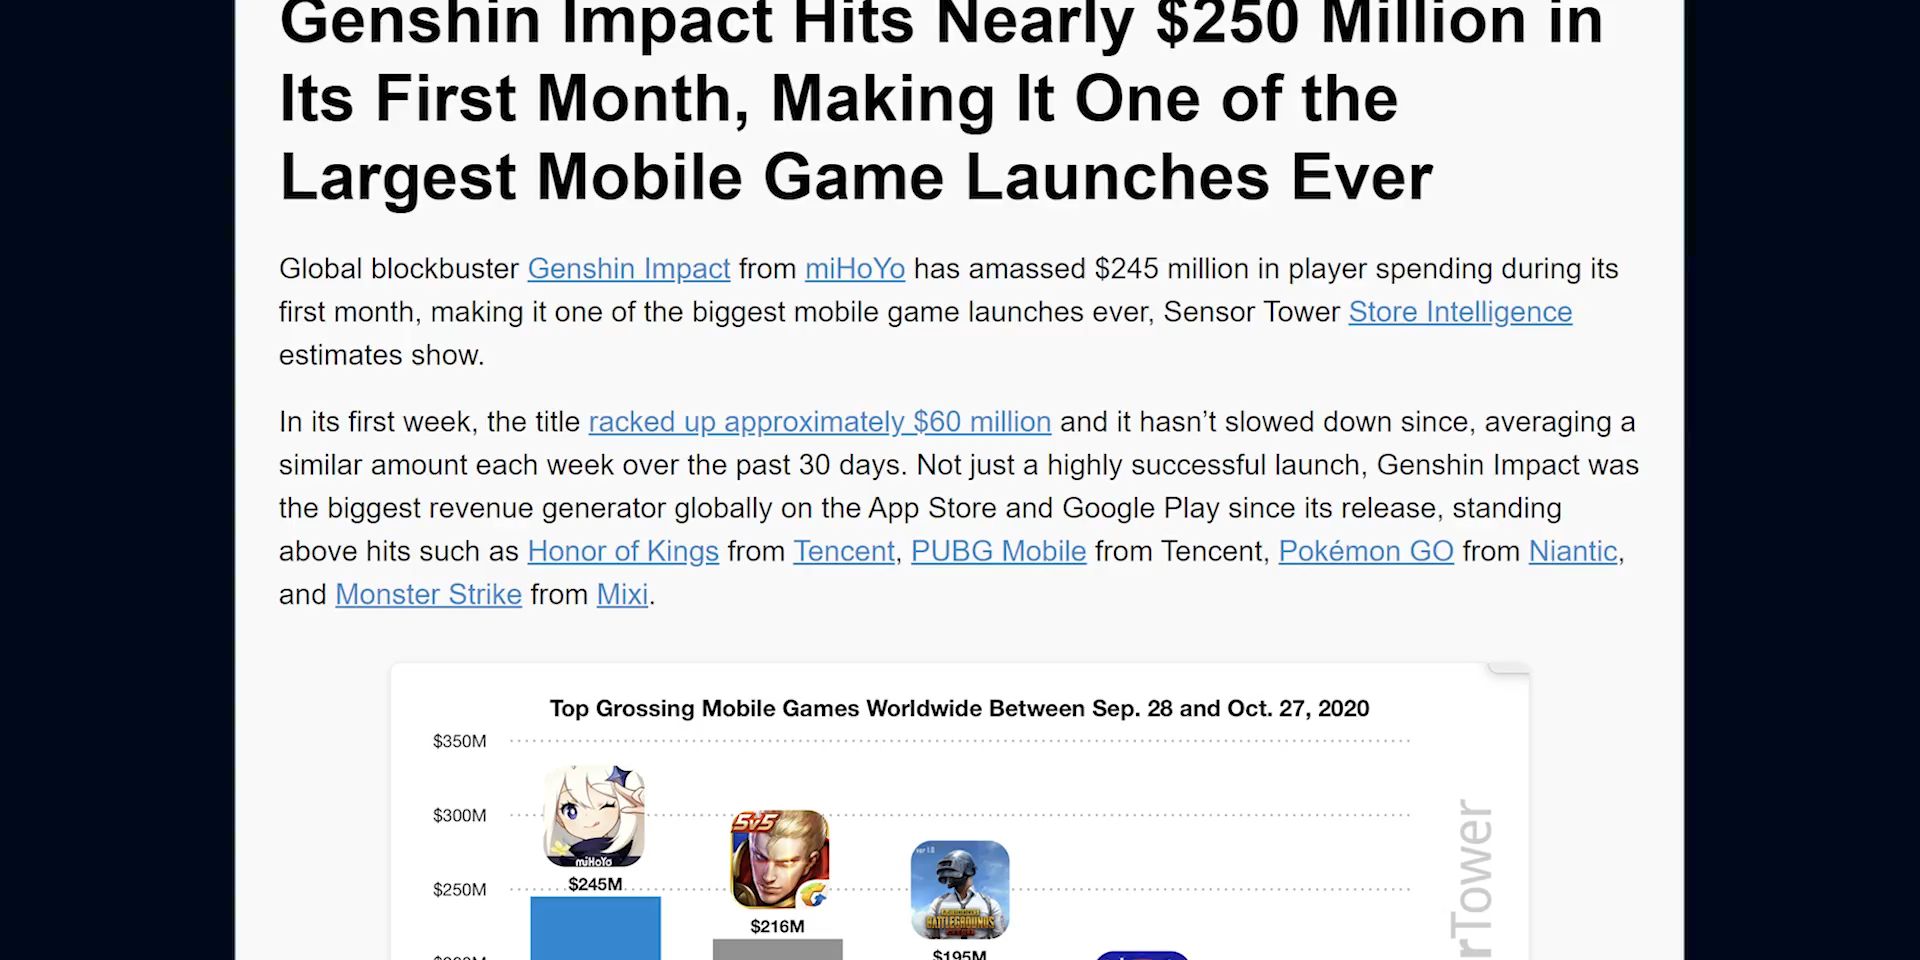 Genshin Impact Hits Nearly $250 Million in
Its First Month, Making It One of the
Largest Mobile Game Launches Ever
Global blockbuster Genshin Impact from miHoYo has amassed $245 million in player spending during its
first month, making it one of the biggest mobile game launches ever, Sensor Tower Store Intelligence
estimates show.
In its first week, the title racked up approximately $60 million and it hasn’t slowed down since, averaging a
similar amount each week over the past 30 days. Not just a highly successful launch, Genshin Impact was
the biggest revenue generator globally on the App Store and Google Play since its release, standing
above hits such as Honor of Kings from Tencent, PUBG Mobile from Tencent, Pokémon GO from Niantic,
and Monster Strike from Mixi.
Top Grossing Mobile Games Worldwide Between Sep. 28 and Oct. 27, 2020
$350M
$300M
$250M
miHoYo
$245M
5v5
$216M
ver 1.0
BATTLEGROUNDS
$195M
rTower